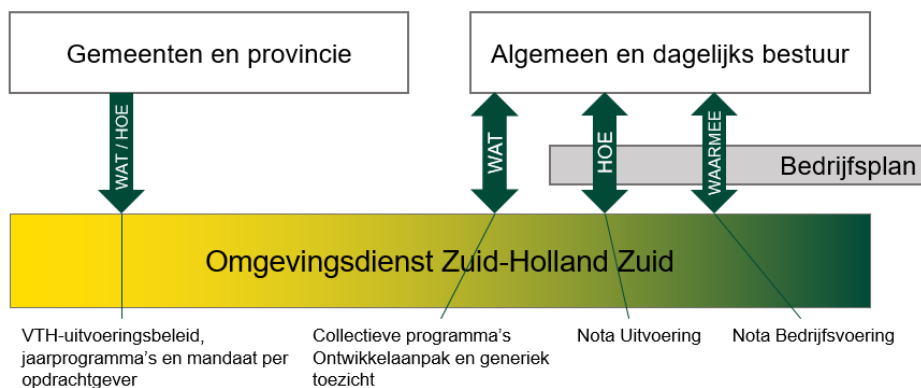 Gemeenten en provincie
Algemeen en dagelijks bestuur
WAT / HOE
WAT
HOE
WAARMEE
Bedrijfsplan
Omgevingsdienst Zuid-Holland Zuid
VTH-uitvoeringsbeleid,
jaarprogramma's en mandaat per
opdrachtgever
Collectieve programma's
Ontwikkelaanpak en generiek
toezicht
Nota Uitvoering
Nota Bedrijfsvoering